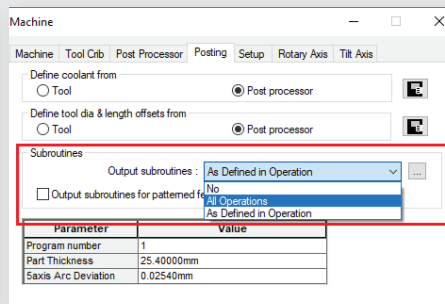 Machine
Machine Tool Crib Post Processor Posting Setup Rotary Axis Tilt Axis
Define coolant from
Tool Post processor
Define tool dia & length offsets from
Tool Post processor
Subroutines
Output subroutines : As Defined in Operation ...
No
Output subroutines for patterned fe
All Operations
As Defined in Operation
Parameter Value
Program number 1
Part Thickness 25.40000mm
5axis Arc Deviation 0.02540mm